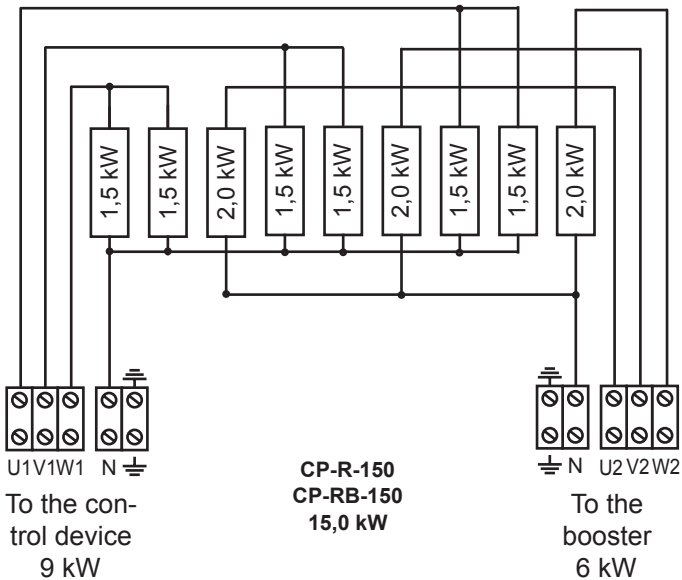 1,5 kW 1,5 kW 2,0 kW 1,5 kW 1,5 kW 2,0 kW 1,5 kW 1,5 kW 2,0 kW
U1 V1 W1 N
N U2 V2 W2
To the con-
trol device
9 kW
CP-R-150
CP-RB-150
15,0 kW
To the
booster
6 kW